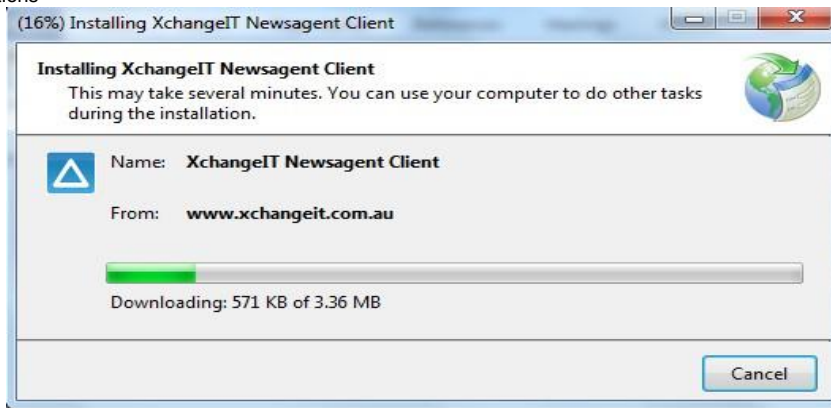 (16%) Installing XchangeIT Newsagent Client
Installing XchangeIT Newsagent Client
This may take several minutes. You can use your computer to do other tasks
during the installation.
Name: XchangeIT Newsagent Client
From: www.xchangeit.com.au
Downloading: 571 KB of 3.36 MB
Cancel